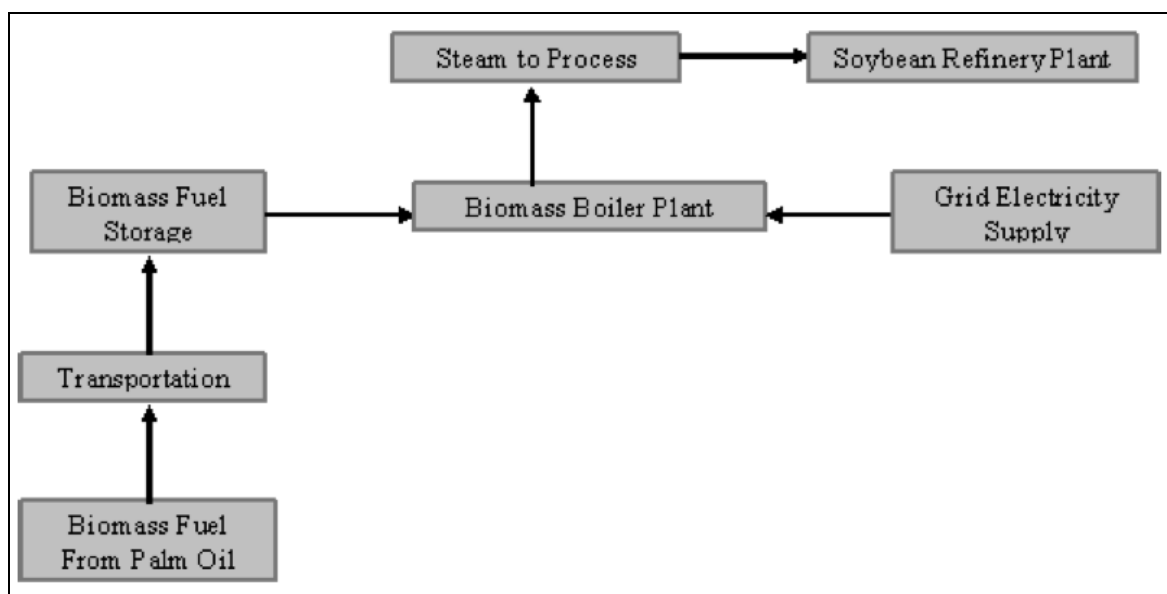 Steam to Process
Soybean Refinery Plant
Biomass Fuel
Storage
Biomass Boiler Plant
Grid Electricity
Supply
Transportation
Biomass Fuel
From Palm Oil